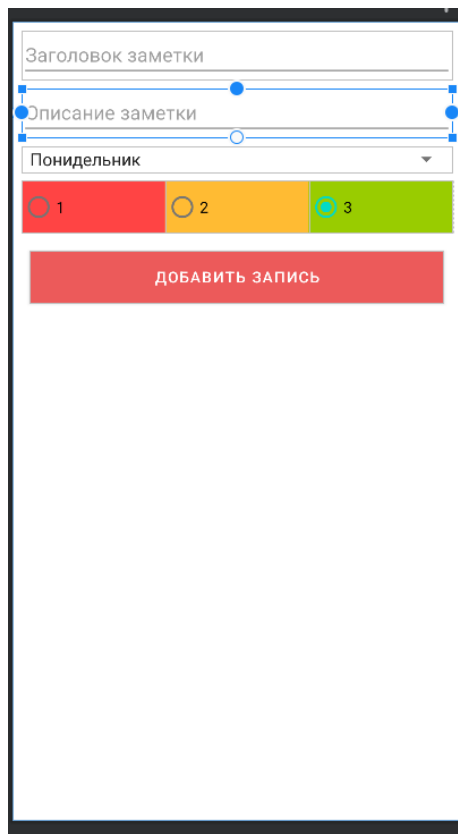 Заголовок заметки
Описание заметки
Понидельник
1 2 3
ДОБАВИТЬ ЗАПИСЬ